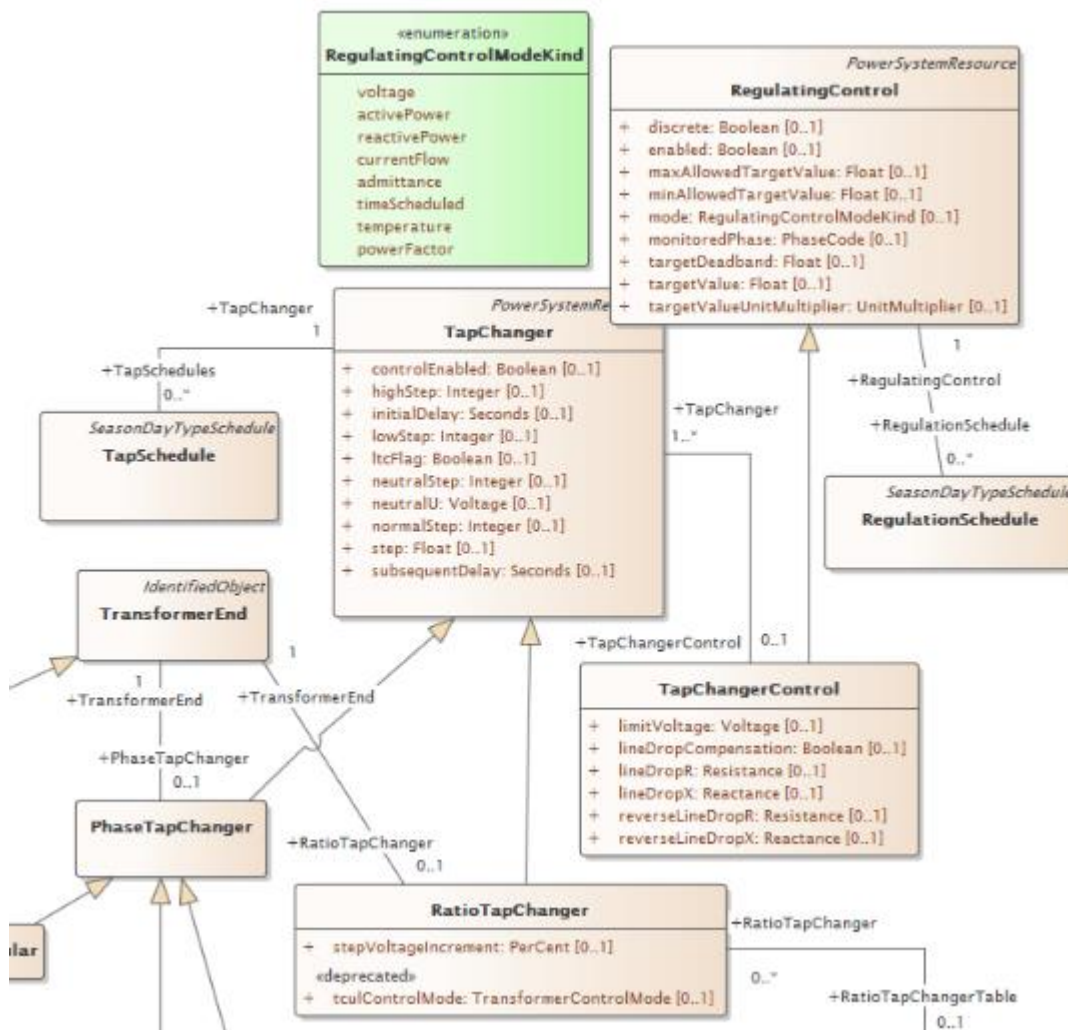 «enumeration»
RegulatingControlModeKind
voltage
activePower
reactivePower
currentFlow
admittance
timeScheduled
temperature
powerFactor
PowerSystemResource
RegulatingControl
+ discrete: Boolean [0..1]
+ enabled: Boolean [0..1]
+ maxAllowedTargetValue: Float [0..1]
+ minAllowedTargetValue: Float [0..1]
+ mode: RegulatingControlModeKind [0..1]
+ monitoredPhase: PhaseCode [0..1]
+ targetDeadband: Float [0..1]
+ targetValue: Float [0..1]
+ targetValueUnitMultiplier: UnitMultiplier [0..1]
+TapChanger
1
+TapSchedules
0..*
SeasonDayTypeSchedule
TapSchedule
PowerSystemRe
TapChanger
+ controlEnabled: Boolean [0..1]
+ highStep: Integer [0..1]
+ initialDelay: Seconds [0..1]
+ lowStep: Integer [0..1]
+ ltcFlag: Boolean [0..1]
+ neutralStep: Integer [0..1]
+ neutralU: Voltage [0..1]
+ normalStep: Integer [0..1]
+ step: Float [0..1]
+ subsequentDelay: Seconds [0..1]
+TapChanger
1..*
1
+RegulatingControl
+RegulationSchedule
0..*
SeasonDayTypeSchedule
RegulationSchedule
IdentifiedObject
TransformerEnd
1
+TransformerEnd
1
+TransformerEnd
+PhaseTapChanger
0..1
PhaseTapChanger
+TapChangerControl
0..1
TapChangerControl
+ limitVoltage: Voltage [0..1]
+ lineDropCompensation: Boolean [0..1]
+ lineDropR: Resistance [0..1]
+ lineDropX: Reactance [0..1]
+ reverseLineDropR: Resistance [0..1]
+ reverseLineDropX: Reactance [0..1]
+RatioTapChanger
0..1
RatioTapChanger
+ stepVoltageIncrement: PerCent [0..1]
«deprecated»
+ tculControlMode: TransformerControlMode [0..1]
ular
+RatioTapChanger
0..*
+RatioTapChangerTable
0..1